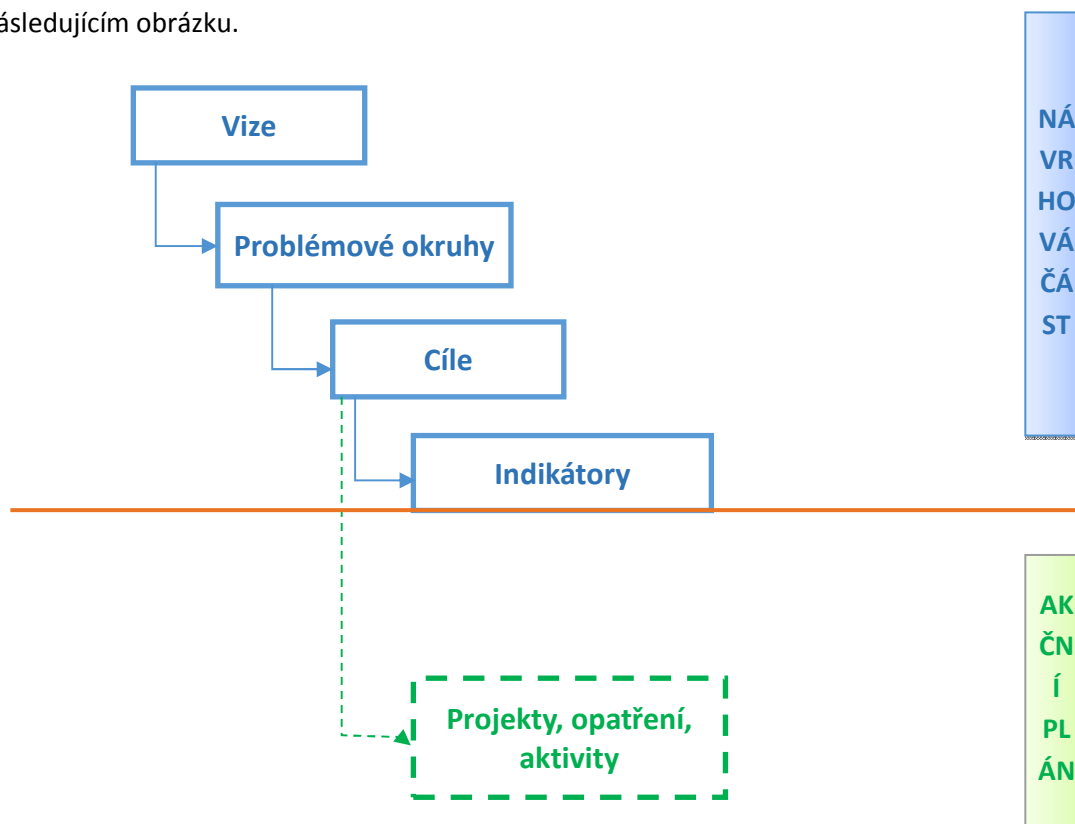 ásledujícím obrázku.
Vize
Problémové okruhy
Cíle
Indikátory
Projekty, opatření,
aktivity
NÁ
VR
HO
VÁ
ČÁ
ST
AK
ČN
Í
PL
ÁN